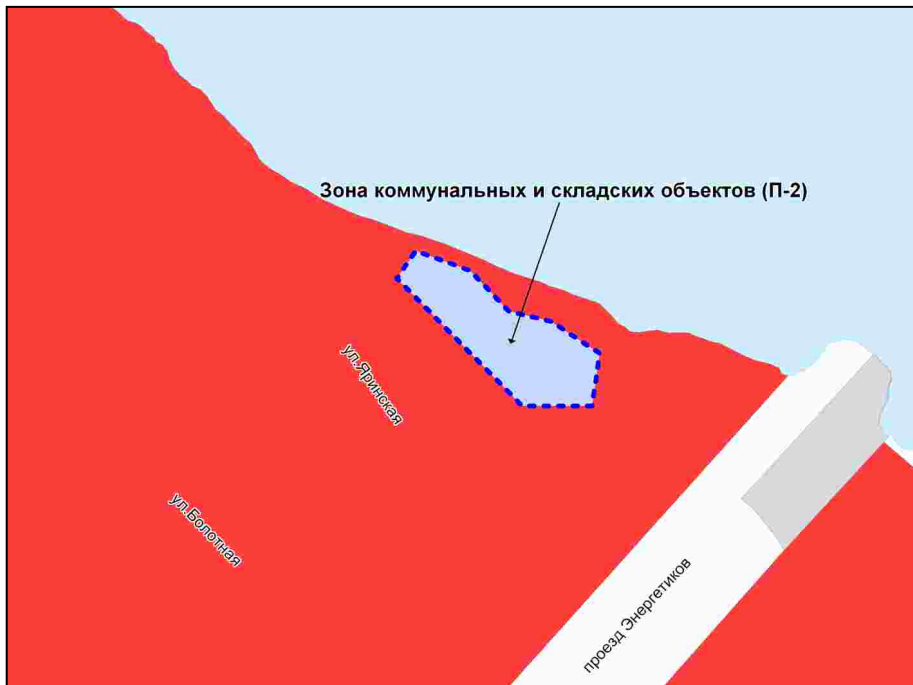 Зона коммунальных и складских объектов (П-2)
ул.Яринская
ул.Болотная
проезд Энергетиков